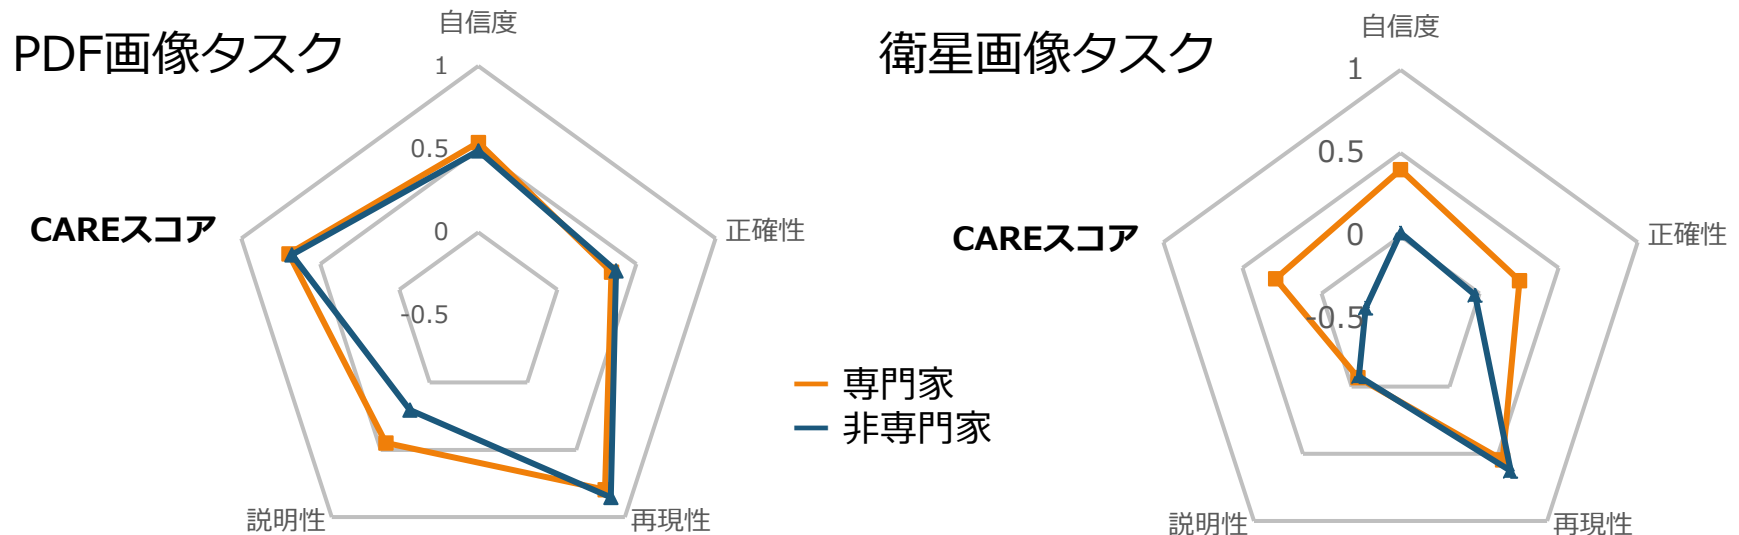 PDF画像タスク
自信度
1
0.5
0
-0.5
CAREスコア
正確性
説明性
再現性
専門家
非専門家
衛星画像タスク
自信度
1
0.5
0
-0.5
CAREスコア
正確性
説明性
再現性